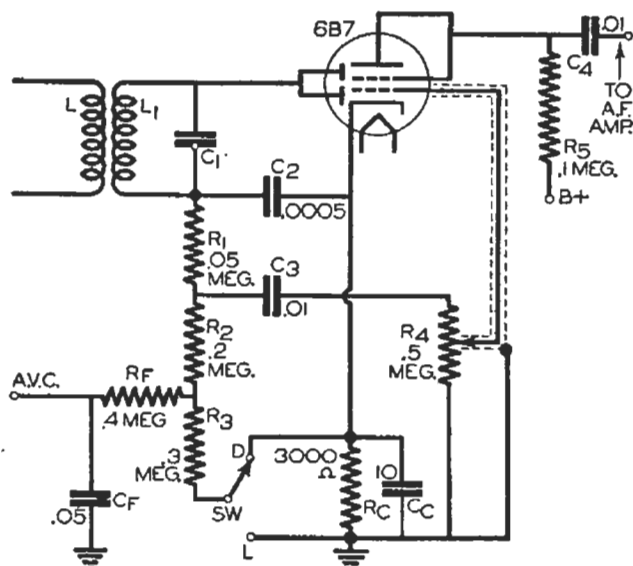 6B7
.01
C4
TO
A.F.
AMP.
L
L1
C1
R5
.1 MEG.
B+
C2
.0005
R1
.05
MEG.
C3
.01
R2
.2
MEG.
R4
.5
MEG.
A.V.C.
RF
.4 MEG
R3
.3
MEG.
D
3000
Ω
10
SW
RC
CC
CF
.05
L